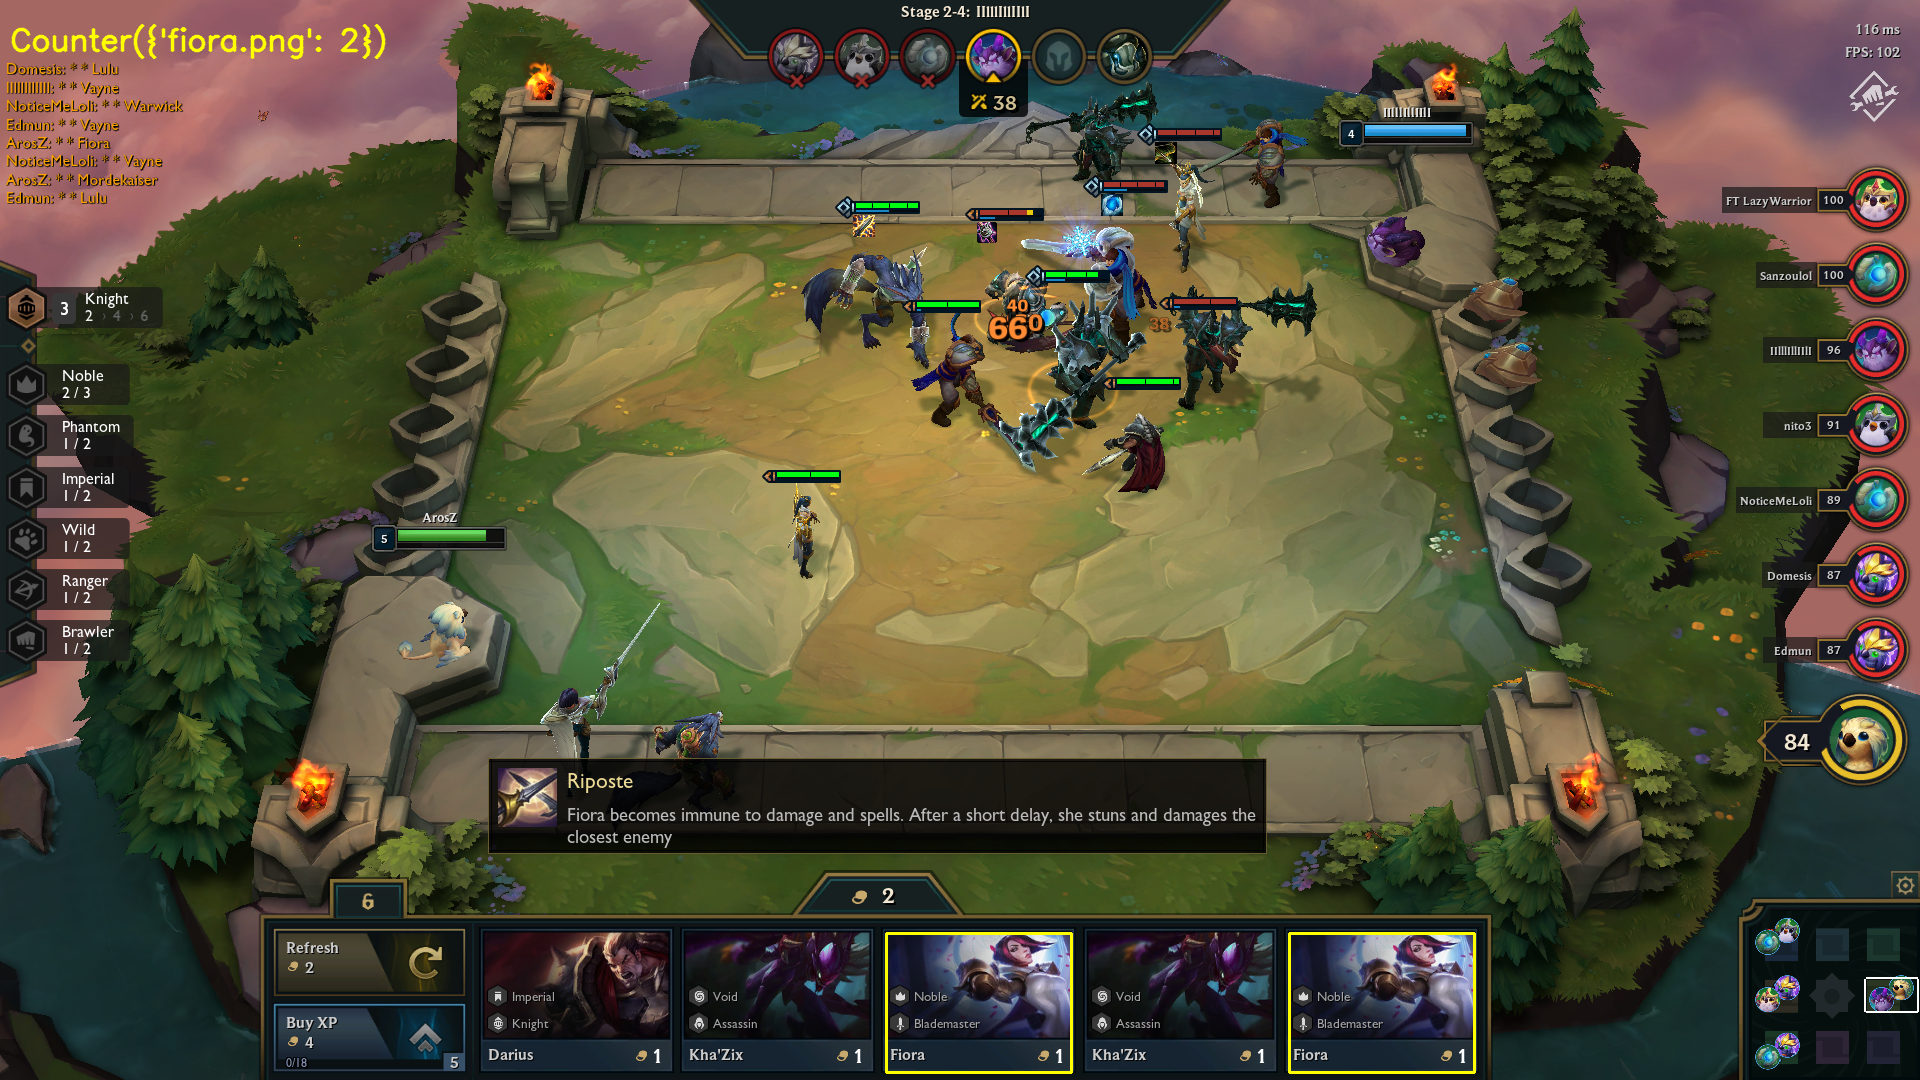 Stage 2-4: IIIIIIIIIIII
116 ms
FPS: 102
Counter({'fiora.png': 2})
Domesis: * * Lulu
IIIIIIIIIIII: * * Vayne
NoticeMeLoli: * * Warwick
Edmun: * * Vayne
ArosZ: * * Fiora
NoticeMeLoli: * * Vayne
ArosZ: * * Mordekaiser
Edmun: * * Lulu
38
4
FT LazyWarrior 100
Sanzoulol 100
96
nito3 91
NoticeMeLoli 89
Domesis 87
Edmun 87
84
3 Knight
2 › 4 › 6
Noble
2 / 3
Phantom
1 / 2
Imperial
1 / 2
Wild
1 / 2
Ranger
1 / 2
Brawler
1 / 2
40
660
38
ArosZ
5
Riposte
Fiora becomes immune to damage and spells. After a short delay, she stuns and damages the
closest enemy
6
2
Refresh
2
Buy XP
4
0/18
5
Imperial
Knight
Darius 1
Void
Assassin
Kha'Zix 1
Noble
Blademaster
Fiora 1
Void
Assassin
Kha'Zix 1
Noble
Blademaster
Fiora 1